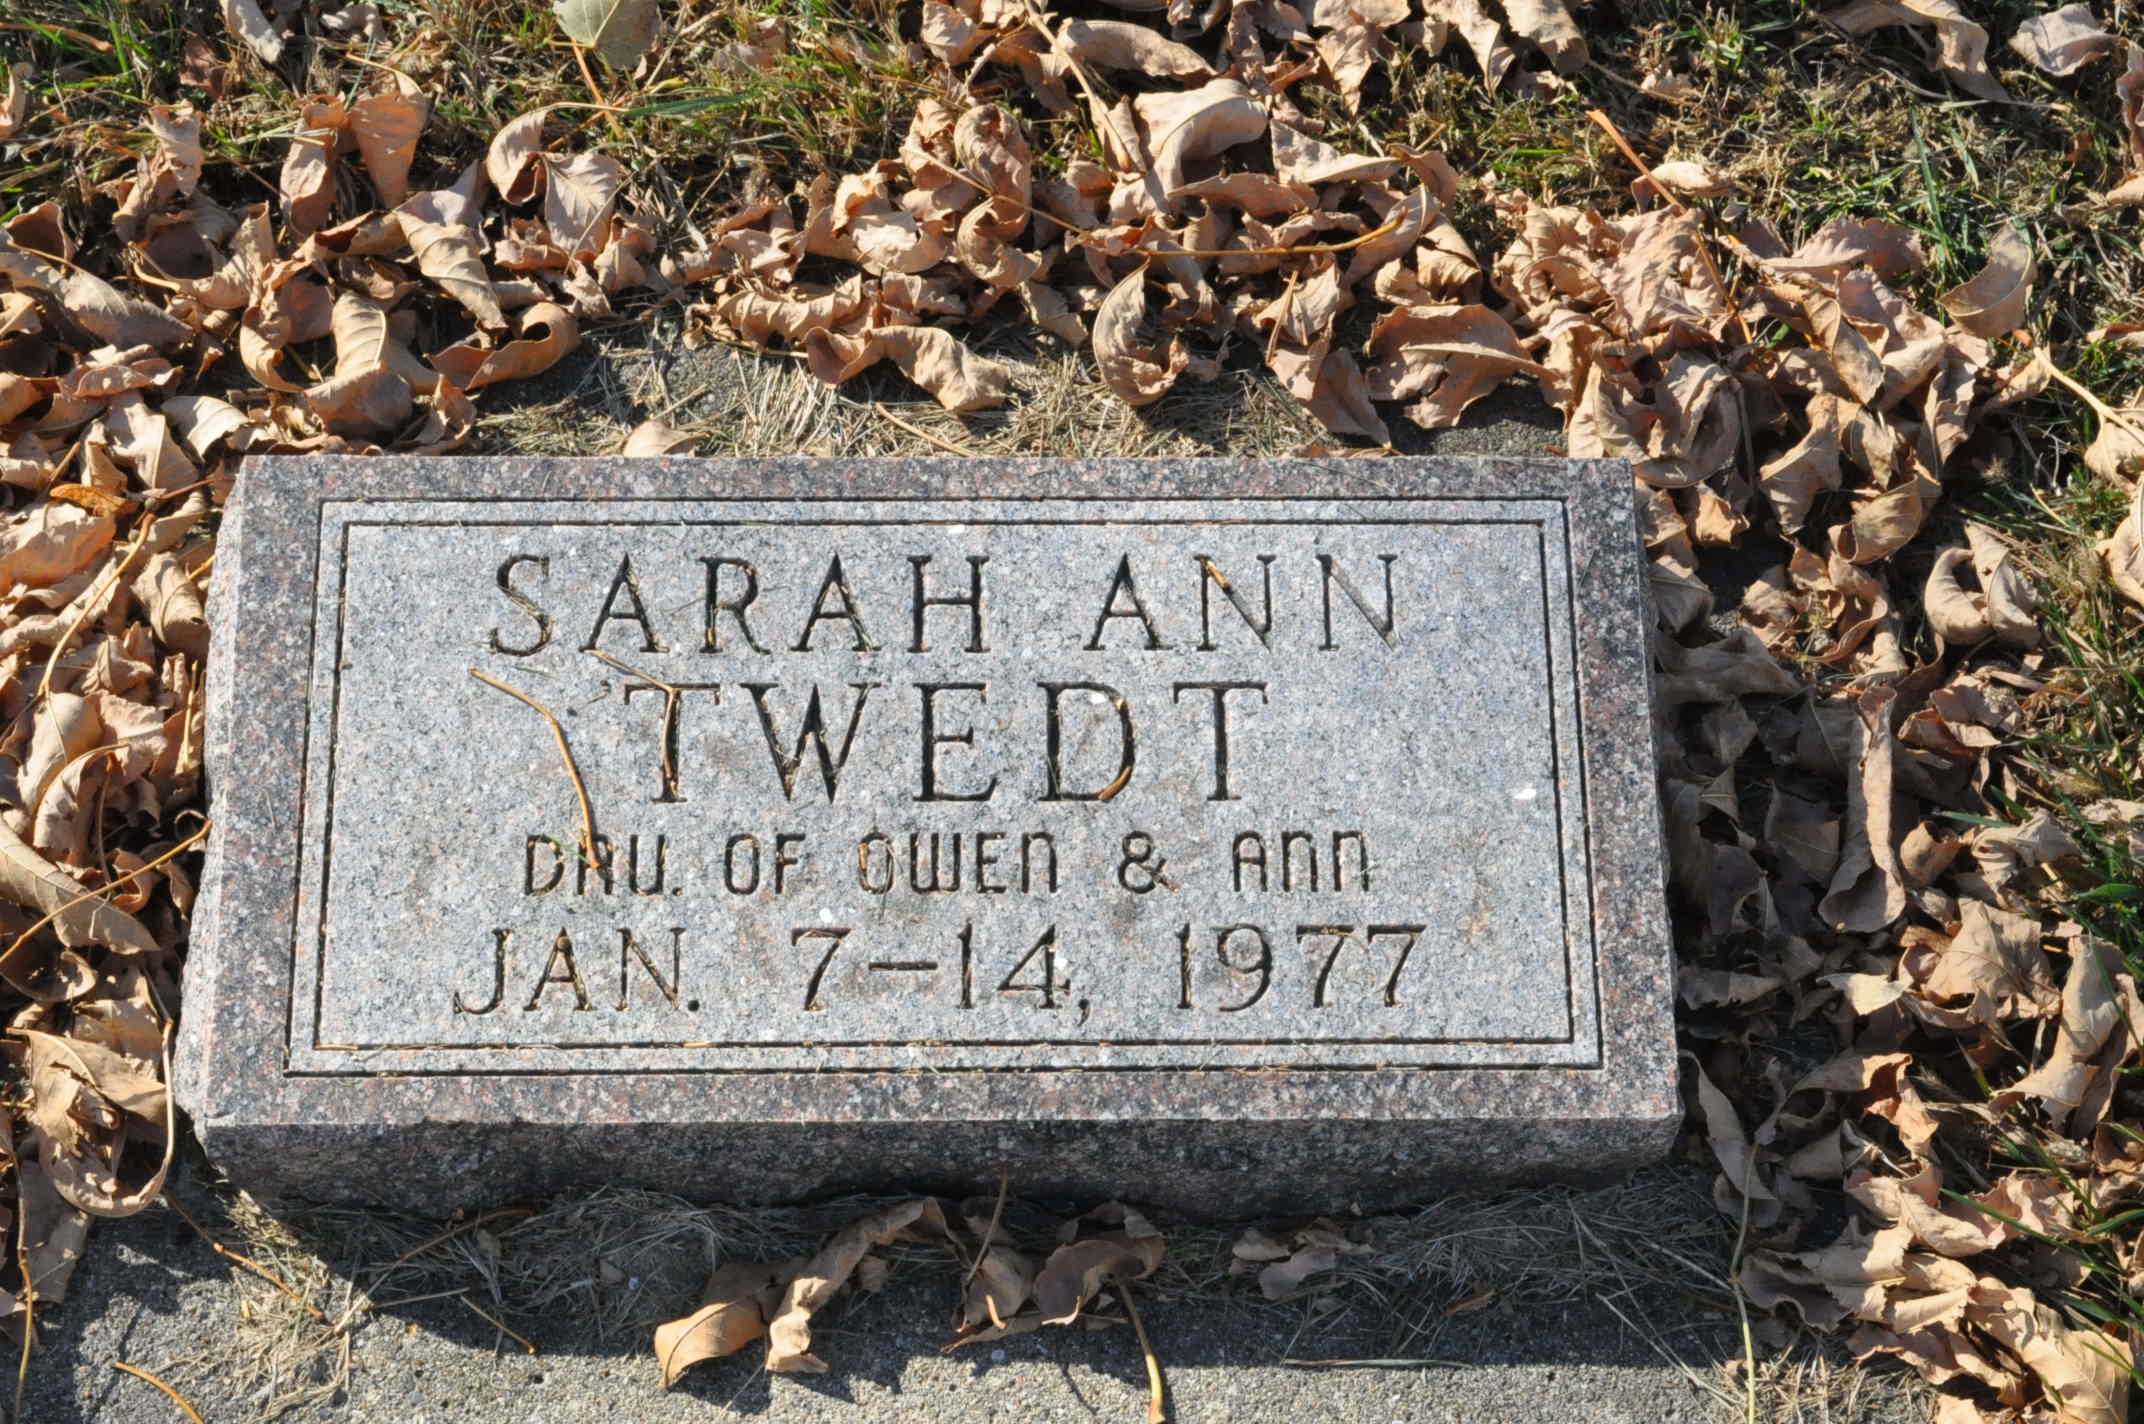 SARAH ANN
TWEDT
DAU. OF OWEN & ANN
JAN. 7-14, 1977